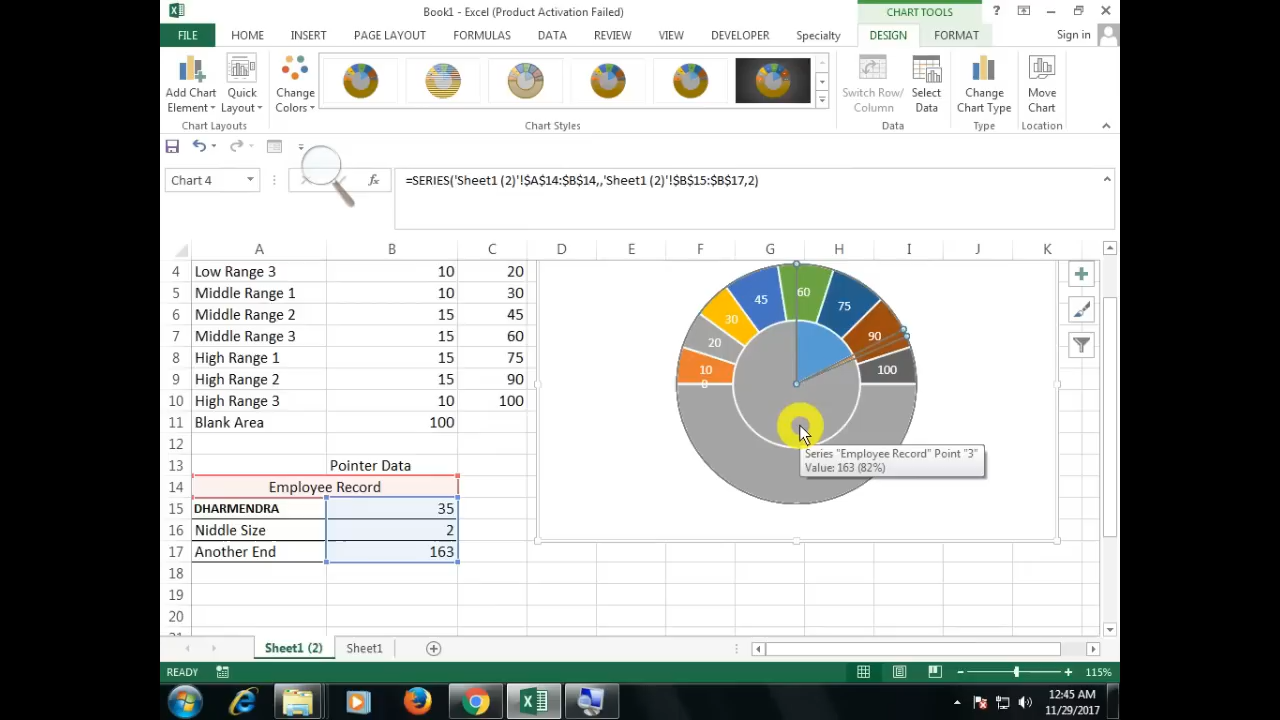 Book1 - Excel (Product Activation Failed)
CHART TOOLS
FILE HOME INSERT PAGE LAYOUT FORMULAS DATA REVIEW VIEW DEVELOPER Specialty DESIGN FORMAT Sign in
Add Chart Element
Quick Layout
Change Colors
Switch Row/ Column
Select Data
Change Chart Type
Move Chart
Chart Layouts
Chart Styles
Data
Type
Location
Chart 4
fx
=SERIES('Sheet1 (2)'!$A$14:$B$14,,'Sheet1 (2)'!$B$15:$B$17,2)
A B C D E F G H I J K
4 Low Range 3 10 20
5 Middle Range 1 10 30
6 Middle Range 2 15 45
7 Middle Range 3 15 60
8 High Range 1 15 75
9 High Range 2 15 90
10 High Range 3 10 100
11 Blank Area 100
12
13 Pointer Data
14 Employee Record
15 DHARMENDRA 35
16 Niddle Size 2
17 Another End 163
18
19
20
10
20
30
45
60
75
90
100
Series "Employee Record" Point "3"
Value: 163 (82%)
Sheet1 (2) Sheet1
READY
115%
12:45 AM
11/29/2017